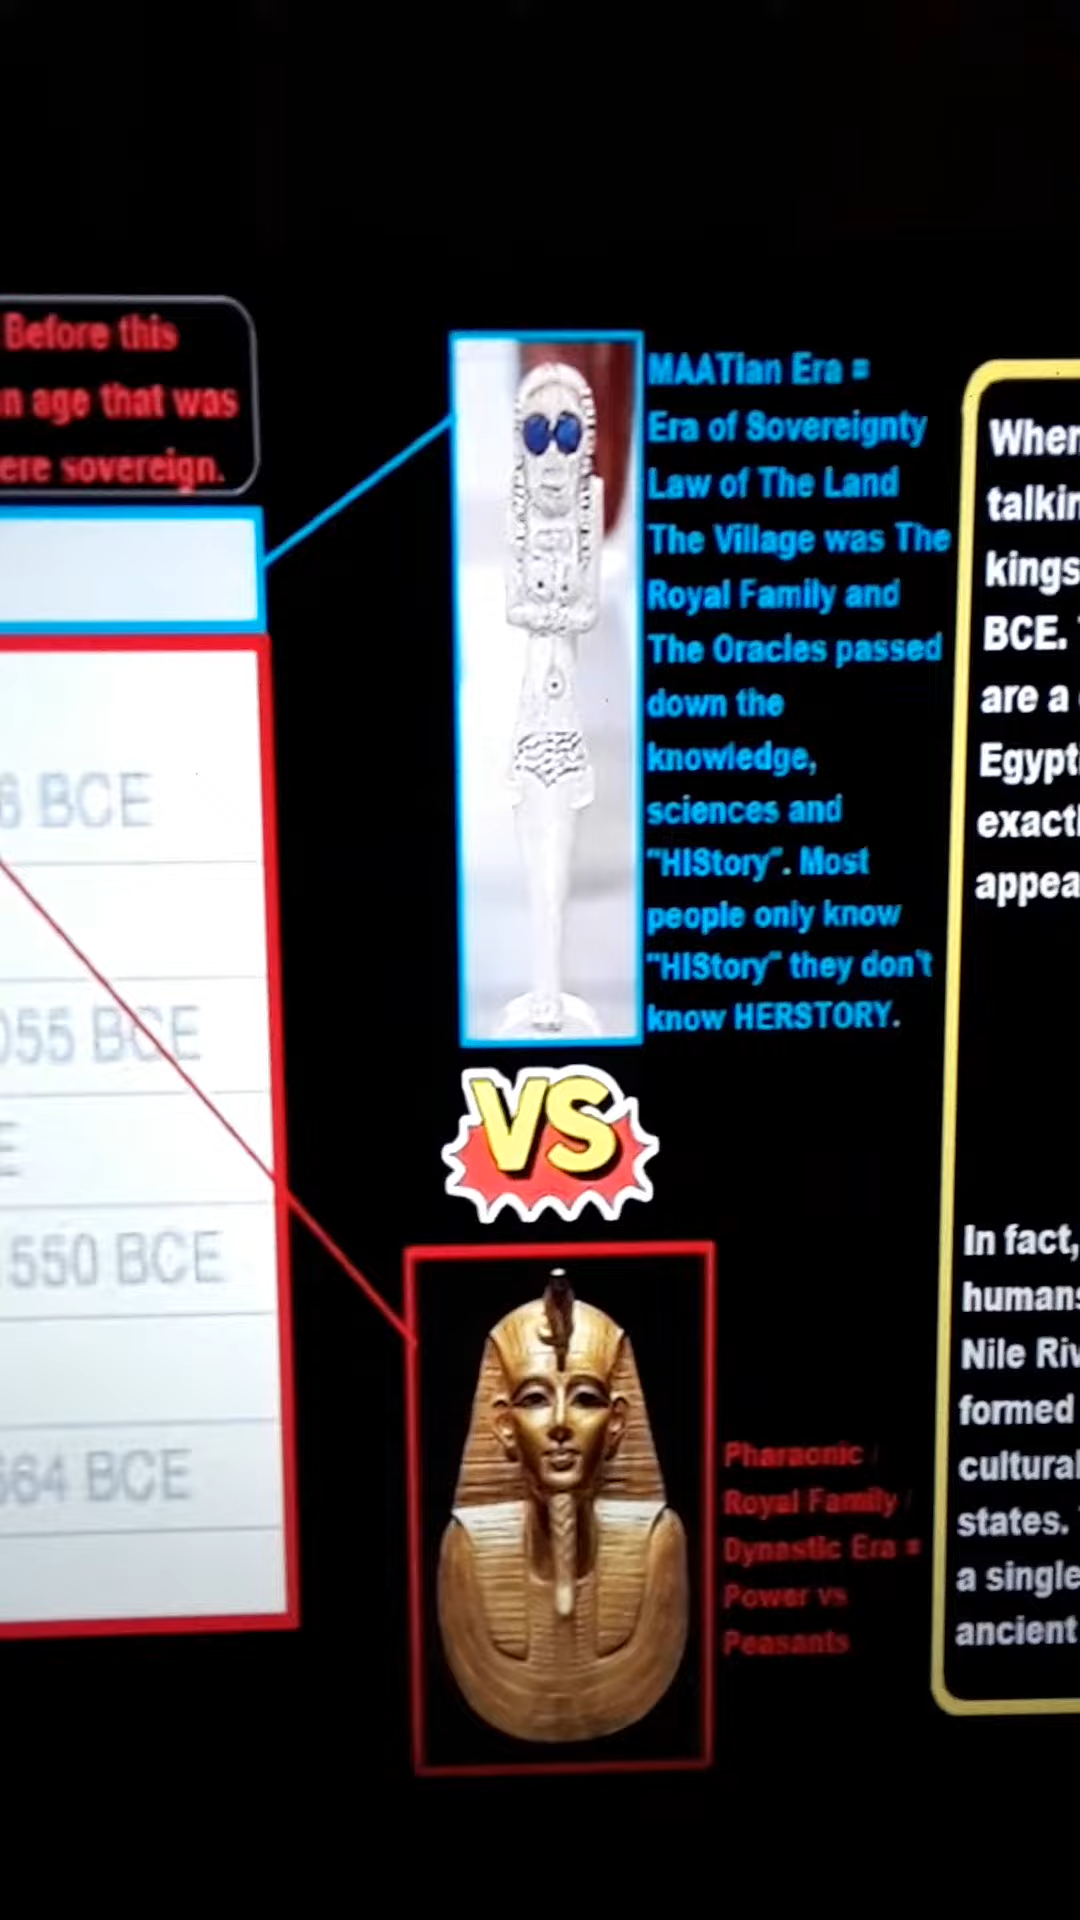 Before this
n age that was
ere sovereign.
6 BCE
055 BCE
E
1550 BCE
664 BCE
MAATian Era =
Era of Sovereignty
Law of The Land
The Village was The
Royal Family and
The Oracles passed
down the
knowledge,
sciences and
"HIStory". Most
people only know
"HIStory" they don't
know HERSTORY.
VS
Pharaonic /
Royal Family /
Dynastic Era =
Power vs
Peasants
When
talkin
kings
BCE.
are a
Egypt
exactl
appea
In fact,
humans
Nile Riv
formed
cultural
states.
a single
ancient